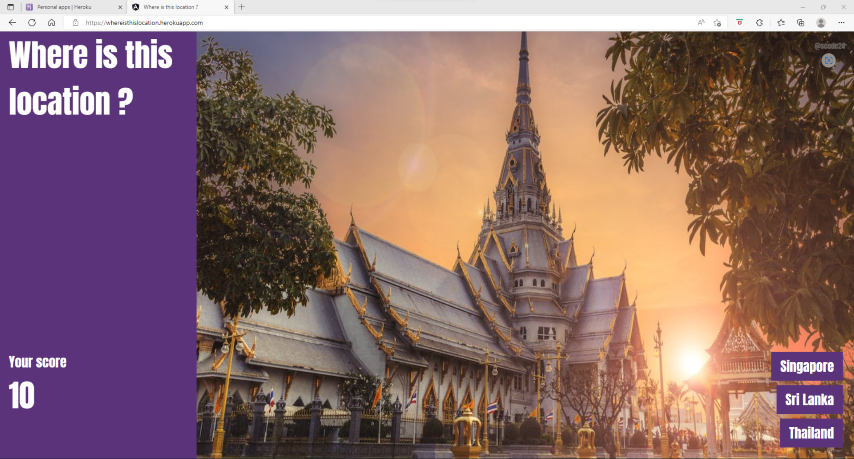 Personal apps | Heroku
Where is this location ?
https://whereisthislocation.herokuapp.com
Where is this
location ?
Your score
10
Singapore
Sri Lanka
Thailand